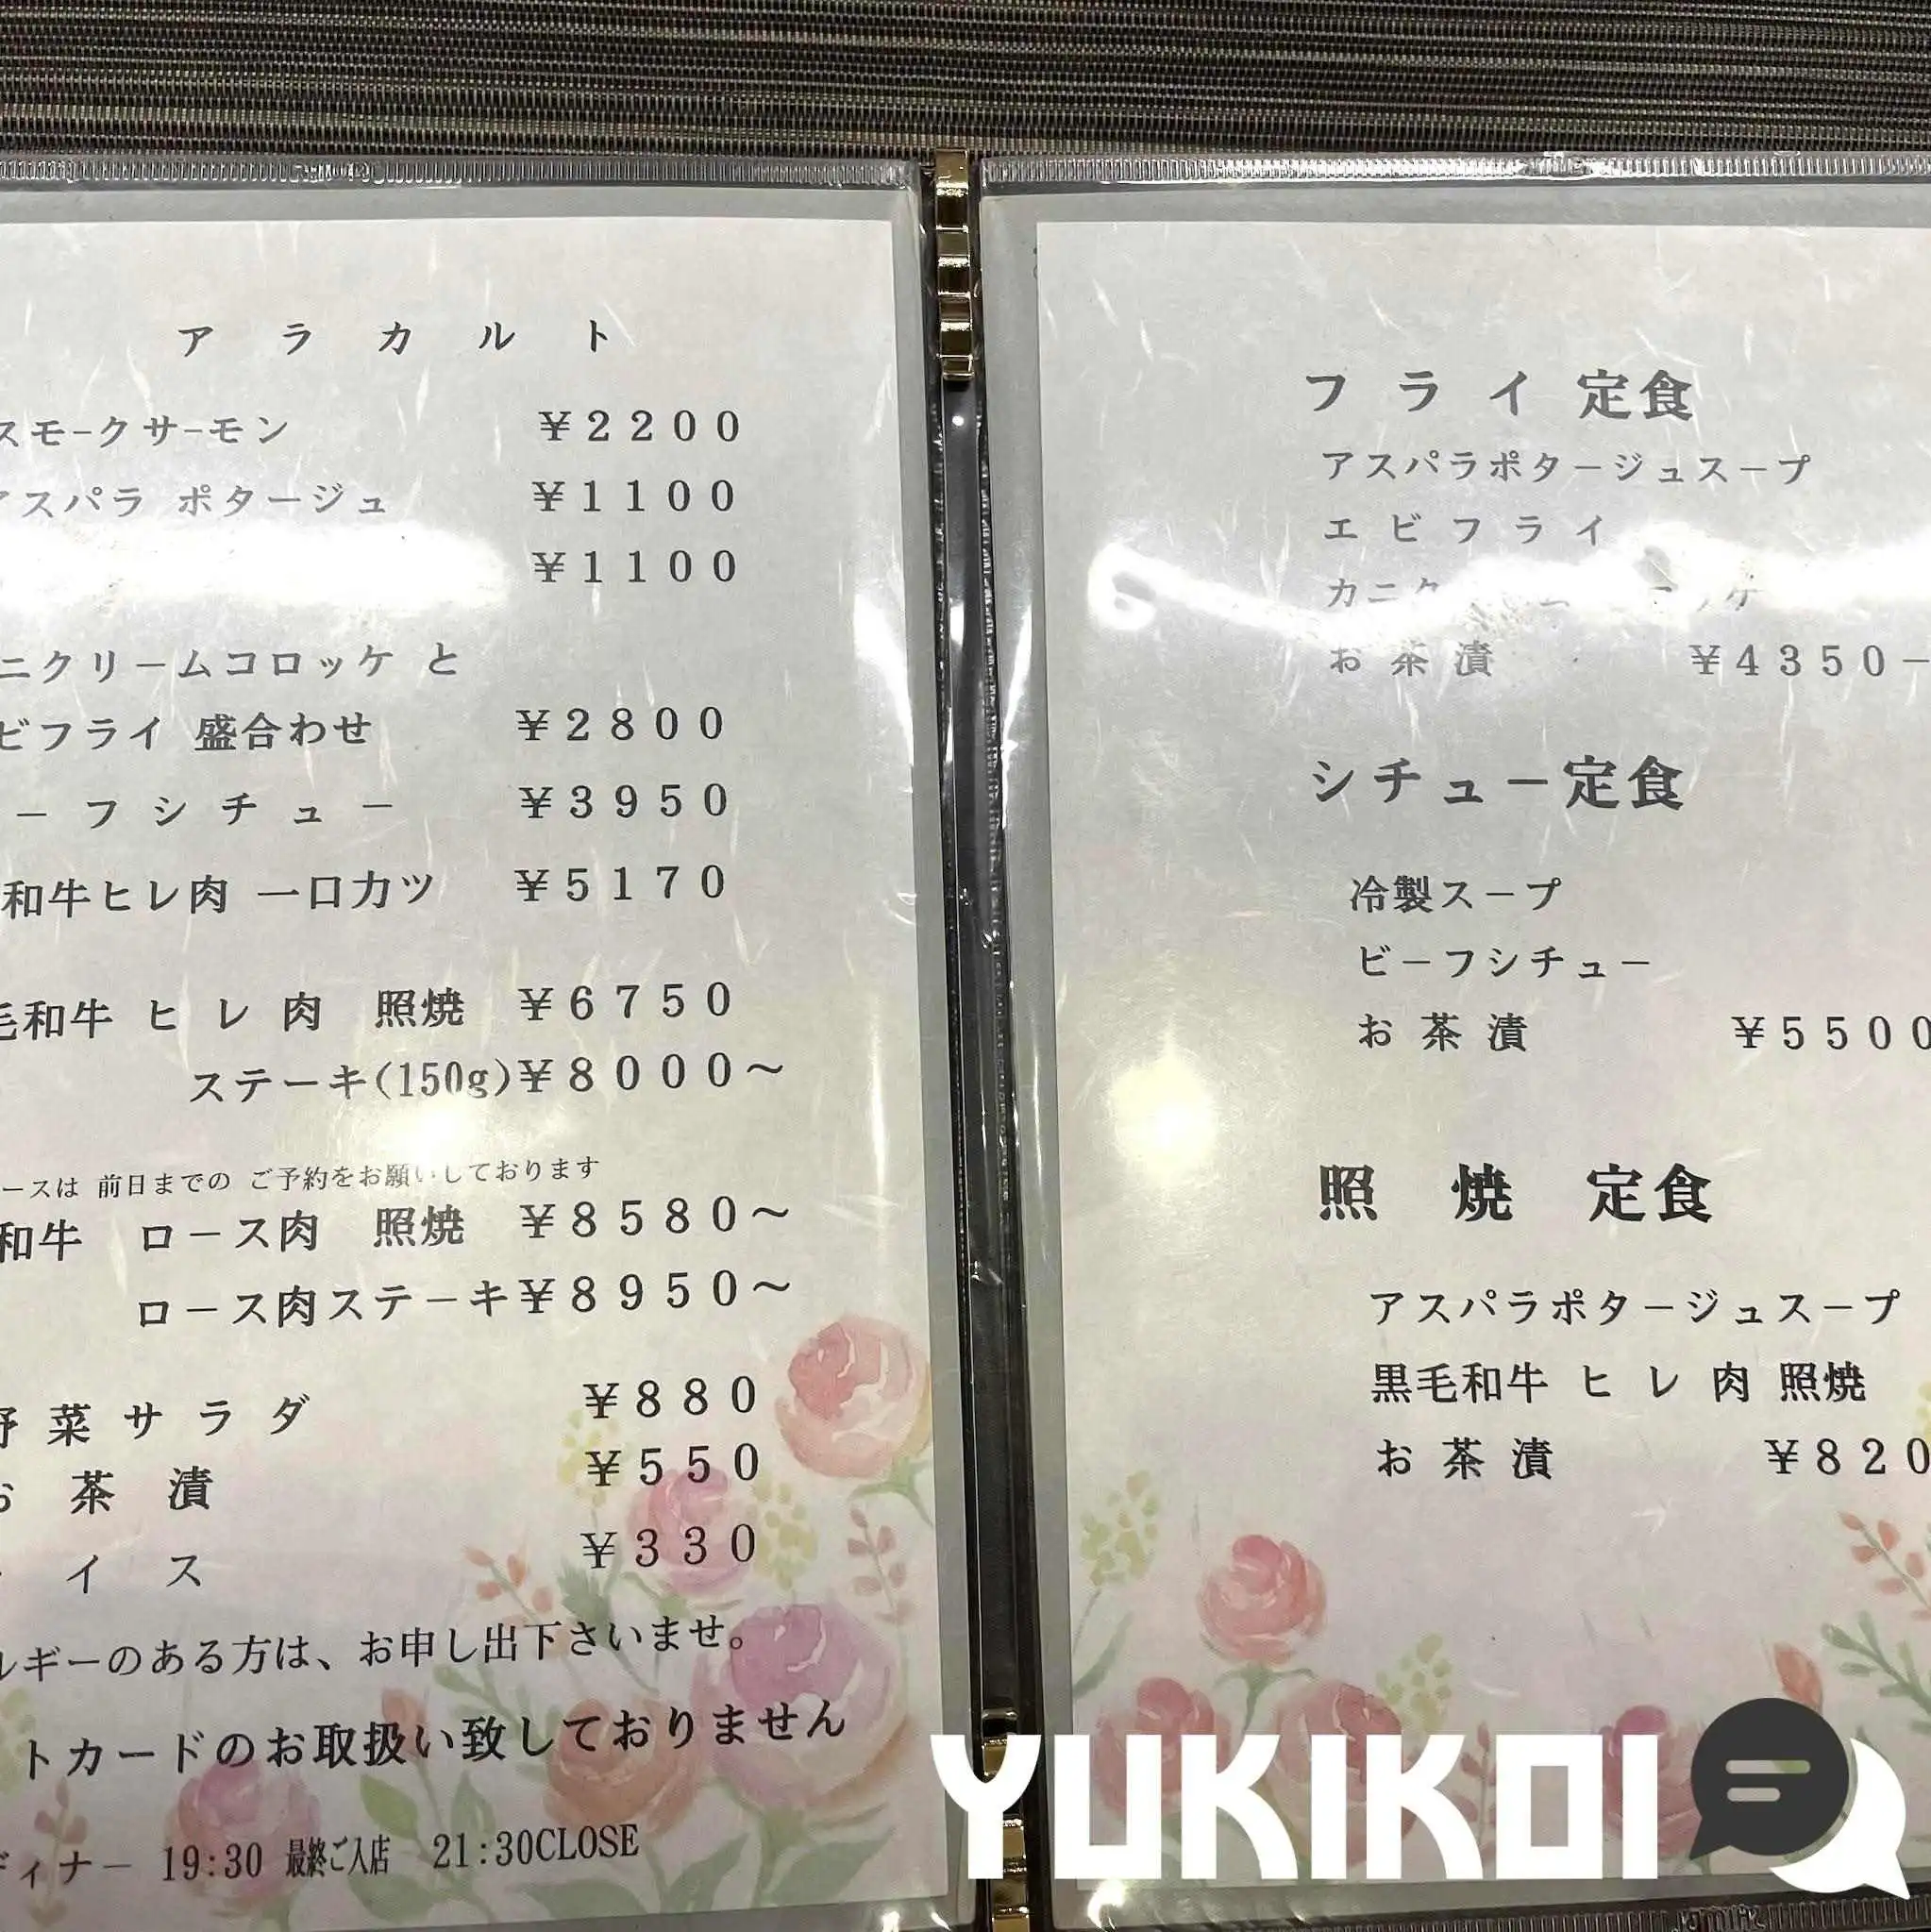 アラカルト
スモークサーモン ¥2200
アスパラ ポタージュ ¥1100
¥1100
ニクリームコロッケ と
ビフライ 盛合わせ ¥2800
ーフシチュー ¥3950
和牛ヒレ肉 一口カツ ¥5170
毛和牛 ヒレ肉 照焼 ¥6750
ステーキ(150g) ¥8000～
ースは 前日までの ご予約をお願いしております
和牛 ロース肉 照焼 ¥8580～
ロース肉ステーキ ¥8950～
野菜サラダ ¥880
お茶漬 ¥550
イス ¥330
ルギーのある方は、お申し出下さいませ。
トカードのお取扱い致しておりません
ディナー 19:30 最終ご入店 21:30CLOSE
フライ定食
アスパラポタージュスープ
エビフライ
カニク
お茶漬 ¥4350
シチュー定食
冷製スープ
ビーフシチュー
お茶漬 ¥5500
照焼定食
アスパラポタージュスープ
黒毛和牛 ヒレ肉 照焼
お茶漬 ¥820
YUKIKOI